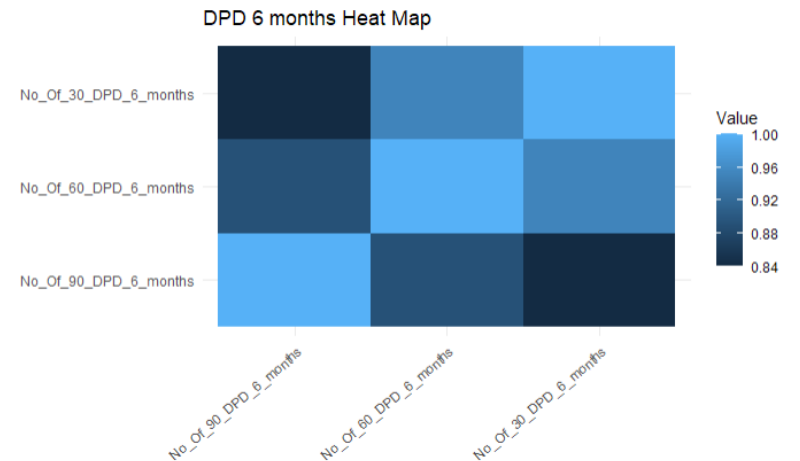 DPD 6 months Heat Map
No_Of_30_DPD_6_months
No_Of_60_DPD_6_months
No_Of_90_DPD_6_months
No_Of_90_DPD_6_months
No_Of_60_DPD_6_months
No_Of_30_DPD_6_months
Value
1.00
0.96
0.92
0.88
0.84